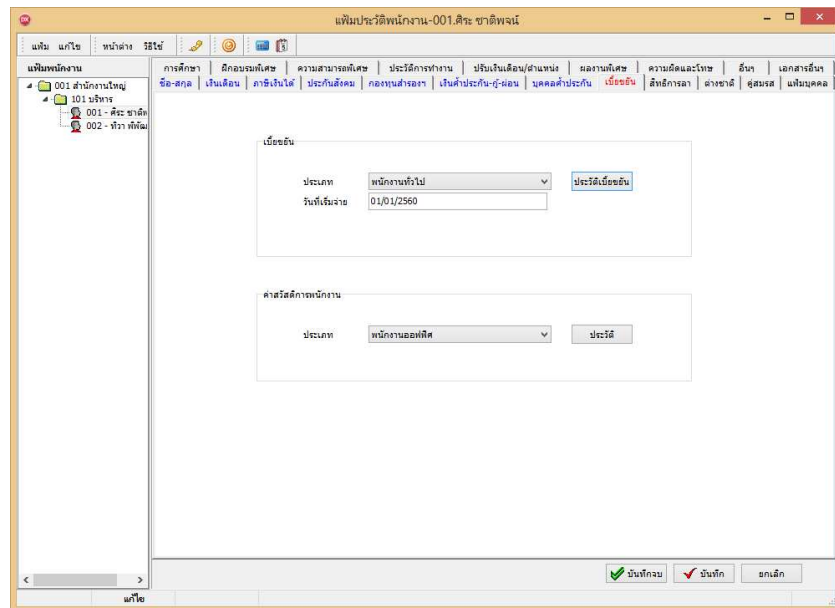 แฟ้มประวัติพนักงาน-001.ศิระ ชาติพจน์
แฟ้ม แก้ไข หน้าต่าง วิธีใช้
แฟ้มพนักงาน
001 สำนักงานใหญ่
101 บริหาร
001 - ศิระ ชาติพ
002 - ทิวา พิพัฒ
การศึกษา ฝึกอบรมพิเศษ ความสามารถพิเศษ ประวัติการทำงาน ปรับเงินเดือน/ตำแหน่ง ผลงานพิเศษ ความผิดและโทษ อื่นๆ เอกสารอื่นๆ
ชื่อ-สกุล เงินเดือน ภาษีเงินได้ ประกันสังคม กองทุนสำรองฯ เงินค้ำประกัน-กู้-ผ่อน บุคคลค้ำประกัน เบี้ยขยัน สิทธิการลา ต่างชาติ คู่สมรส แฟ้มบุคคล
เบี้ยขยัน
ประเภท พนักงานทั่วไป ประวัติเบี้ยขยัน
วันที่เริ่มจ่าย 01/01/2560
ค่าสวัสดิการพนักงาน
ประเภท พนักงานออฟฟิศ ประวัติ
บันทึกจบ บันทึก ยกเลิก
แก้ไข